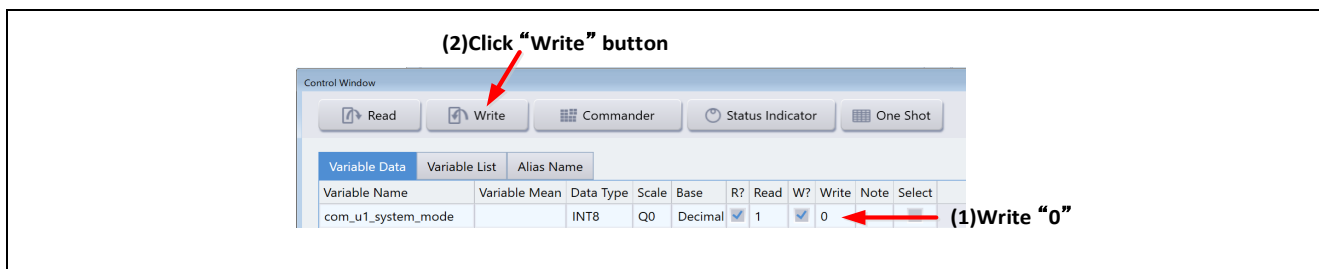 (2)Click “Write” button
Control Window
Read Write Commander Status Indicator One Shot
Variable Data Variable List Alias Name
Variable Name Variable Mean Data Type Scale Base R? Read W? Write Note Select
com_u1_system_mode INT8 Q0 Decimal 1 0
(1)Write “0”